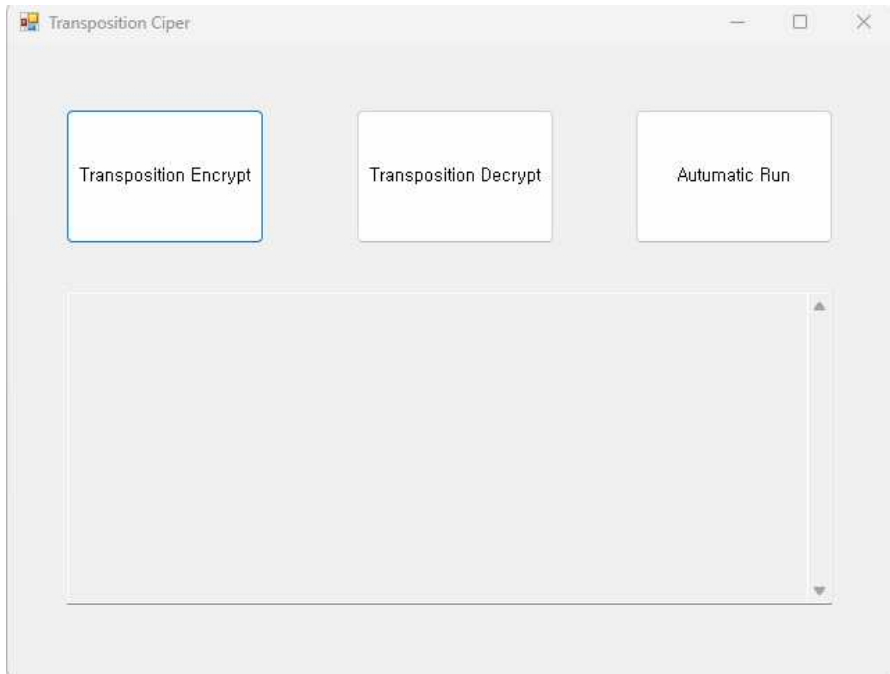 Transposition Ciper
Transposition Encrypt
Transposition Decrypt
Autumatic Run